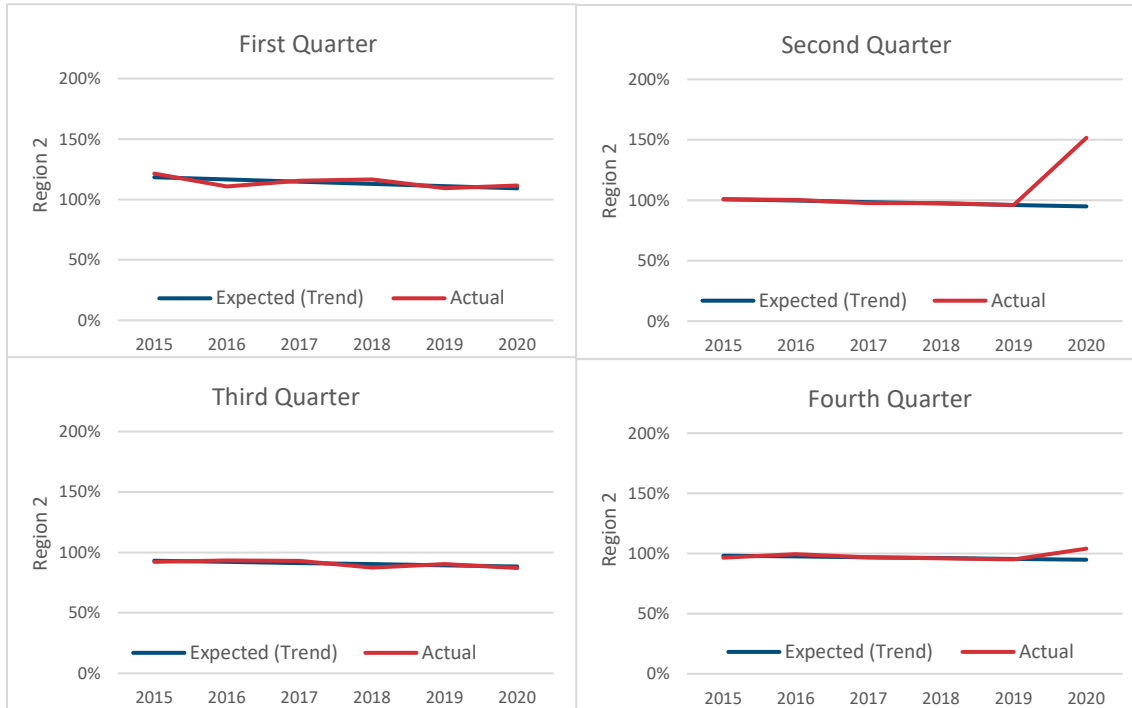 First Quarter
200%
150%
100%
50%
0%
Region 2
Expected (Trend) Actual
2015 2016 2017 2018 2019 2020
Second Quarter
200%
150%
100%
50%
0%
Region 2
Expected (Trend) Actual
2015 2016 2017 2018 2019 2020
Third Quarter
200%
150%
100%
50%
0%
Region 2
Expected (Trend) Actual
2015 2016 2017 2018 2019 2020
Fourth Quarter
200%
150%
100%
50%
0%
Region 2
Expected (Trend) Actual
2015 2016 2017 2018 2019 2020